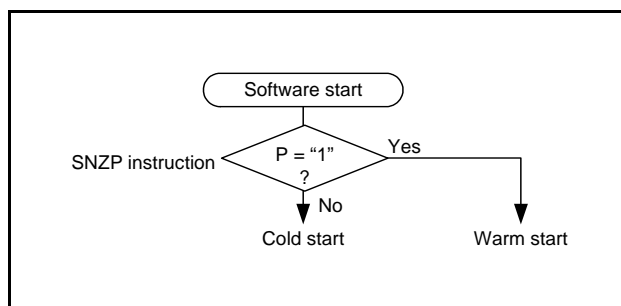 Software start
SNZP instruction
P = “1”
?
Yes
No
Cold start
Warm start